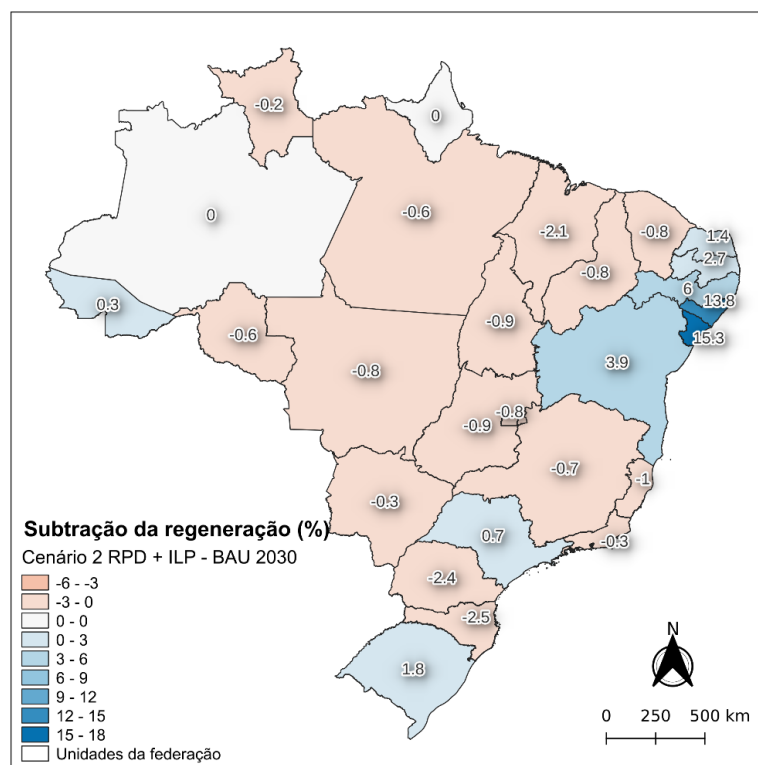 -0.2
0
-0.6
0
-2.1
-0.8
-0.8
1.4
2.7
6
13.8
15.3
0.3
-0.6
-0.9
-0.8
3.9
-0.8
-0.9
-0.7
-1
-0.3
-0.3
0.7
-2.4
-2.5
1.8
Subtração da regeneração (%)
Cenário 2 RPD + ILP - BAU 2030
-6 - -3
-3 - 0
0 - 0
0 - 3
3 - 6
6 - 9
9 - 12
12 - 15
15 - 18
Unidades da federação
N
0 250 500 km